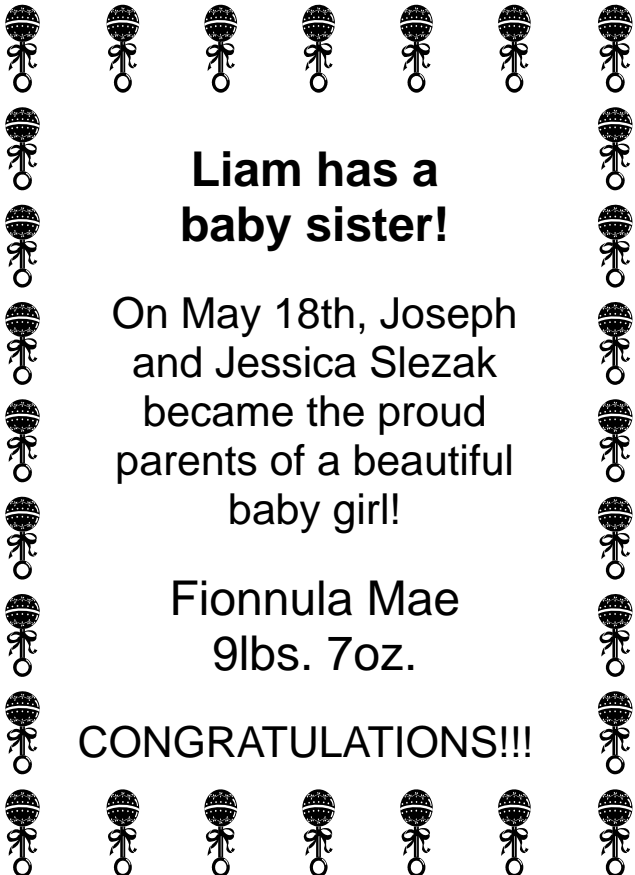 Liam has a
baby sister!
On May 18th, Joseph
and Jessica Slezak
became the proud
parents of a beautiful
baby girl!
Fionnula Mae
9lbs. 7oz.
CONGRATULATIONS!!!